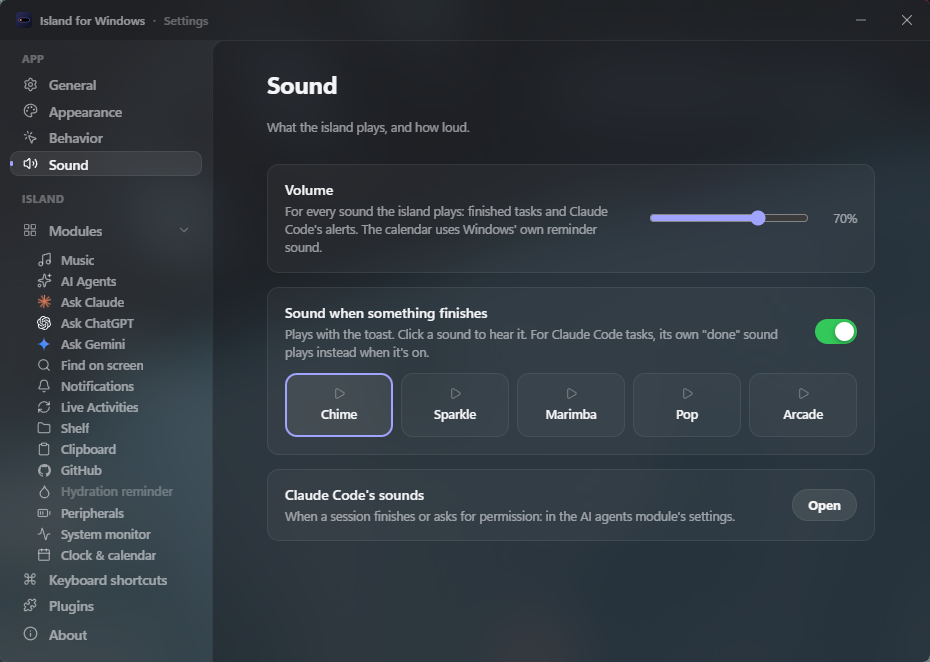 Island for Windows · Settings
APP
General
Appearance
Behavior
Sound
ISLAND
Modules
Music
AI Agents
Ask Claude
Ask ChatGPT
Ask Gemini
Find on screen
Notifications
Live Activities
Shelf
Clipboard
GitHub
Hydration reminder
Peripherals
System monitor
Clock & calendar
Keyboard shortcuts
Plugins
About
Sound
What the island plays, and how loud.
Volume
For every sound the island plays: finished tasks and Claude
Code's alerts. The calendar uses Windows' own reminder
sound.
70%
Sound when something finishes
Plays with the toast. Click a sound to hear it. For Claude Code tasks, its own "done" sound
plays instead when it's on.
Chime
Sparkle
Marimba
Pop
Arcade
Claude Code's sounds
When a session finishes or asks for permission: in the AI agents module's settings.
Open